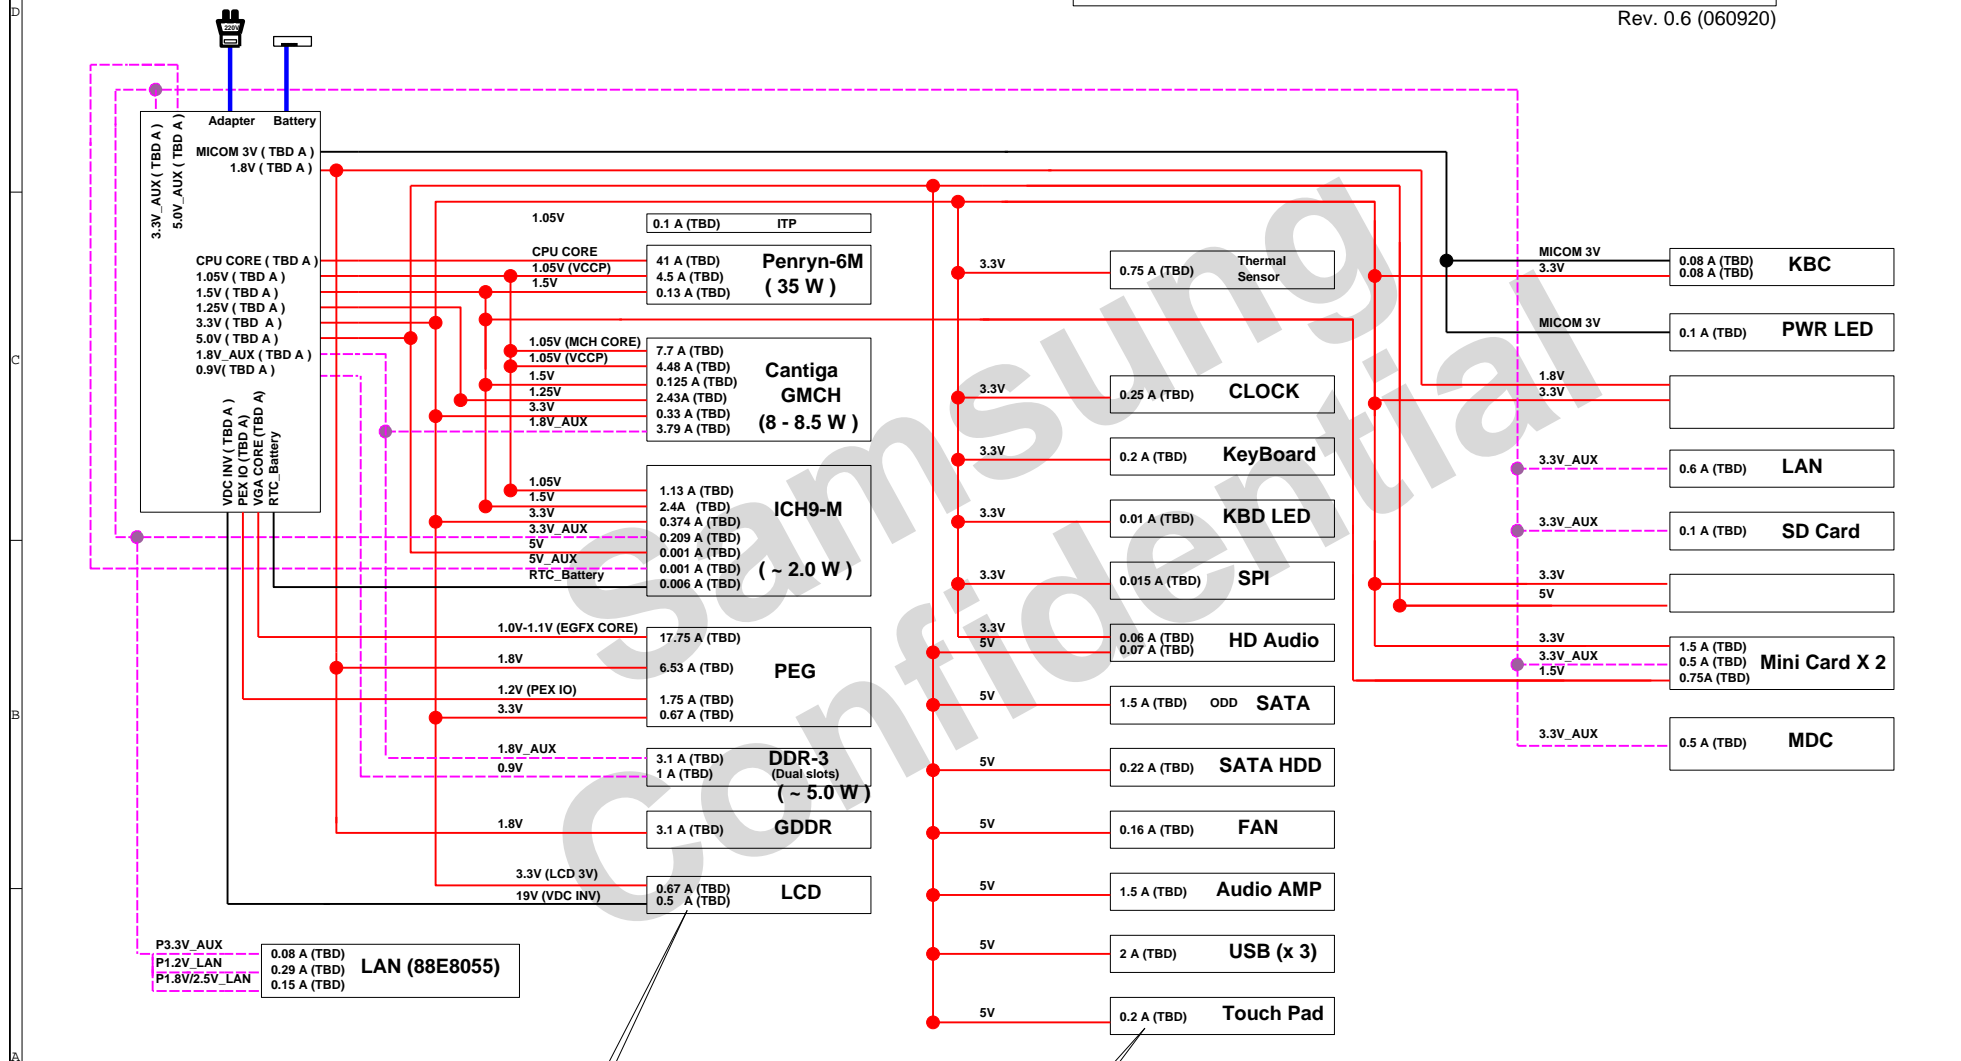 D
Rev. 0.6 (060920)
220V
Adapter
Battery
3.3V_AUX ( TBD A )
5.0V_AUX ( TBD A )
MICOM 3V ( TBD A )
1.8V ( TBD A )
CPU CORE ( TBD A )
1.05V ( TBD A )
1.5V ( TBD A )
1.25V ( TBD A )
3.3V ( TBD A )
5.0V ( TBD A )
1.8V_AUX ( TBD A )
0.9V( TBD A )
VDC INV ( TBD A )
PEX IO (TBD A)
VGA CORE (TBD A)
RTC_Battery
1.05V
0.1 A (TBD) ITP
CPU CORE
1.05V (VCCP)
1.5V
41 A (TBD)
4.5 A (TBD)
0.13 A (TBD)
Penryn-6M
( 35 W )
1.05V (MCH CORE)
1.05V (VCCP)
1.5V
1.25V
3.3V
1.8V_AUX
7.7 A (TBD)
4.48 A (TBD)
0.125 A (TBD)
2.43A (TBD)
0.33 A (TBD)
3.79 A (TBD)
Cantiga
GMCH
(8 - 8.5 W )
1.05V
1.5V
3.3V
3.3V_AUX
5V
5V_AUX
RTC_Battery
1.13 A (TBD)
2.4A (TBD)
0.374 A (TBD)
0.209 A (TBD)
0.001 A (TBD)
0.001 A (TBD)
0.006 A (TBD)
ICH9-M
( ~ 2.0 W )
1.0V-1.1V (EGFX CORE)
1.8V
1.2V (PEX IO)
3.3V
17.75 A (TBD)
6.53 A (TBD)
1.75 A (TBD)
0.67 A (TBD)
PEG
1.8V_AUX
0.9V
3.1 A (TBD)
1 A (TBD)
DDR-3
(Dual slots)
( ~ 5.0 W )
1.8V
3.1 A (TBD) GDDR
3.3V (LCD 3V)
19V (VDC INV)
0.67 A (TBD)
0.5 A (TBD)
LCD
P3.3V_AUX
P1.2V_LAN
P1.8V/2.5V_LAN
0.08 A (TBD)
0.29 A (TBD)
0.15 A (TBD)
LAN (88E8055)
3.3V
0.75 A (TBD)
Thermal
Sensor
3.3V
0.25 A (TBD) CLOCK
3.3V
0.2 A (TBD) KeyBoard
3.3V
0.01 A (TBD) KBD LED
3.3V
0.015 A (TBD) SPI
3.3V
5V
0.06 A (TBD)
0.07 A (TBD)
HD Audio
5V
1.5 A (TBD) ODD SATA
5V
0.22 A (TBD) SATA HDD
5V
0.16 A (TBD) FAN
5V
1.5 A (TBD) Audio AMP
5V
2 A (TBD) USB (x 3)
5V
0.2 A (TBD) Touch Pad
MICOM 3V
3.3V
0.08 A (TBD)
0.08 A (TBD)
KBC
MICOM 3V
0.1 A (TBD) PWR LED
1.8V
3.3V
3.3V_AUX
0.6 A (TBD) LAN
3.3V_AUX
0.1 A (TBD) SD Card
3.3V
5V
3.3V
3.3V_AUX
1.5V
1.5 A (TBD)
0.5 A (TBD)
0.75A (TBD)
Mini Card X 2
3.3V_AUX
0.5 A (TBD) MDC
C
B
A
Samsung
Confidential